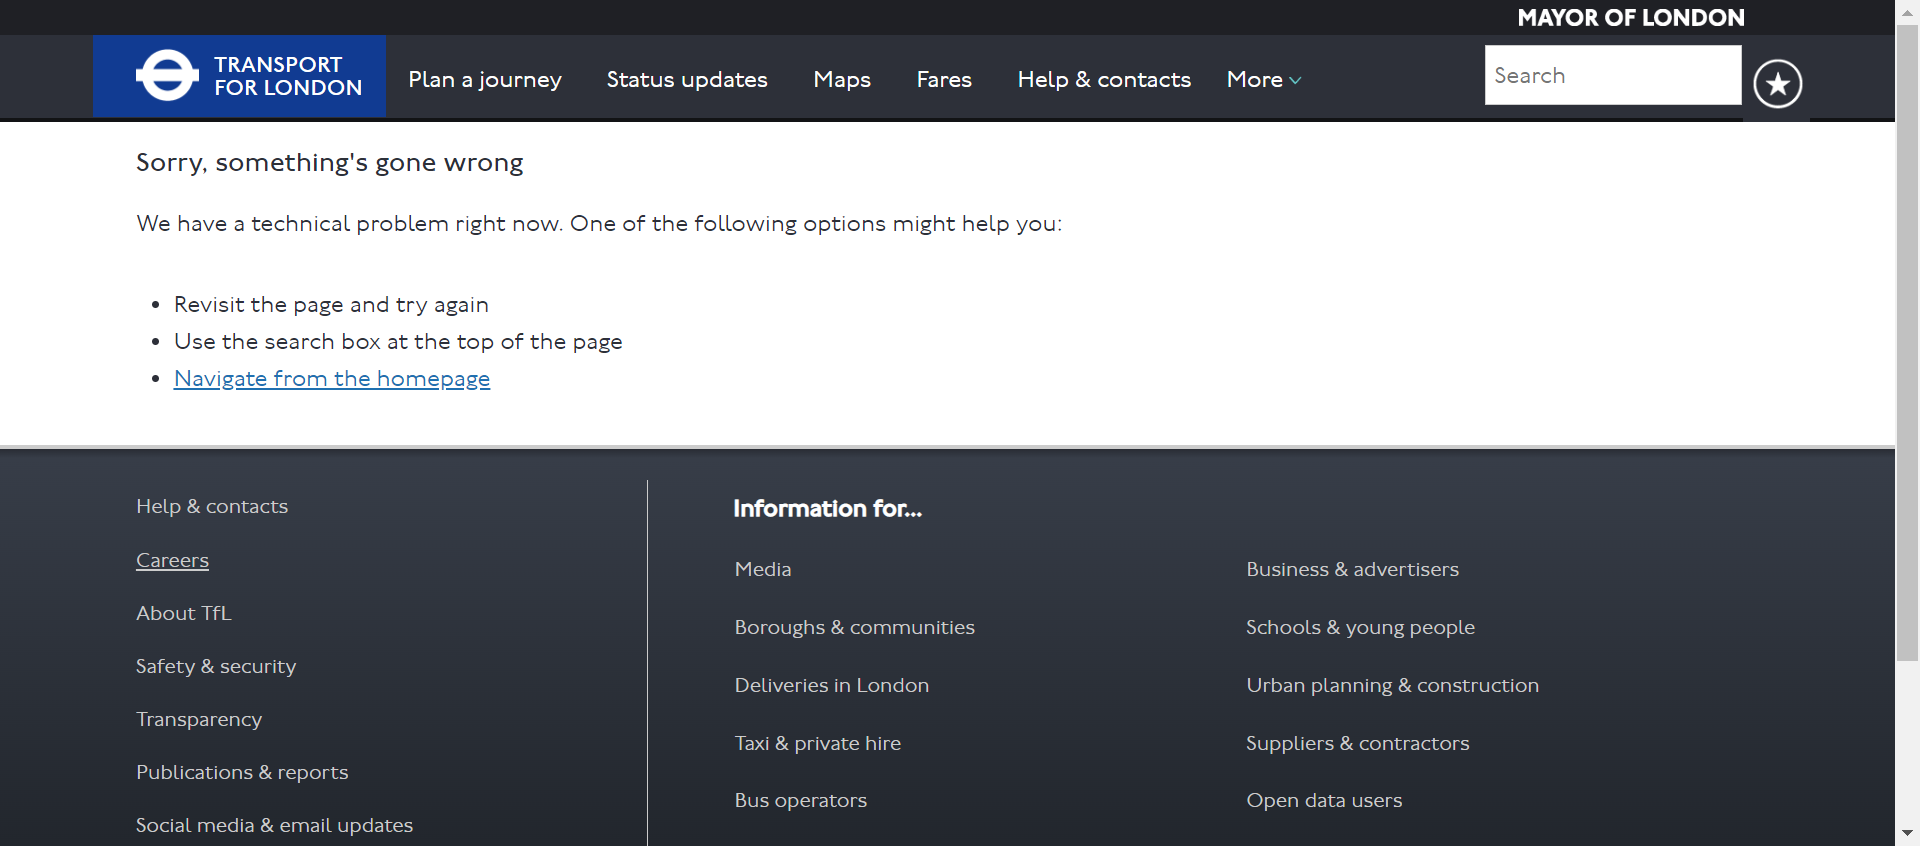 MAYOR OF LONDON
TRANSPORT
FOR LONDON
Plan a journey
Status updates
Maps
Fares
Help & contacts
More
Search
Sorry, something's gone wrong
We have a technical problem right now. One of the following options might help you:
Revisit the page and try again
Use the search box at the top of the page
Navigate from the homepage
Help & contacts
Careers
About TfL
Safety & security
Transparency
Publications & reports
Social media & email updates
Information for...
Media
Business & advertisers
Boroughs & communities
Schools & young people
Deliveries in London
Urban planning & construction
Taxi & private hire
Suppliers & contractors
Bus operators
Open data users